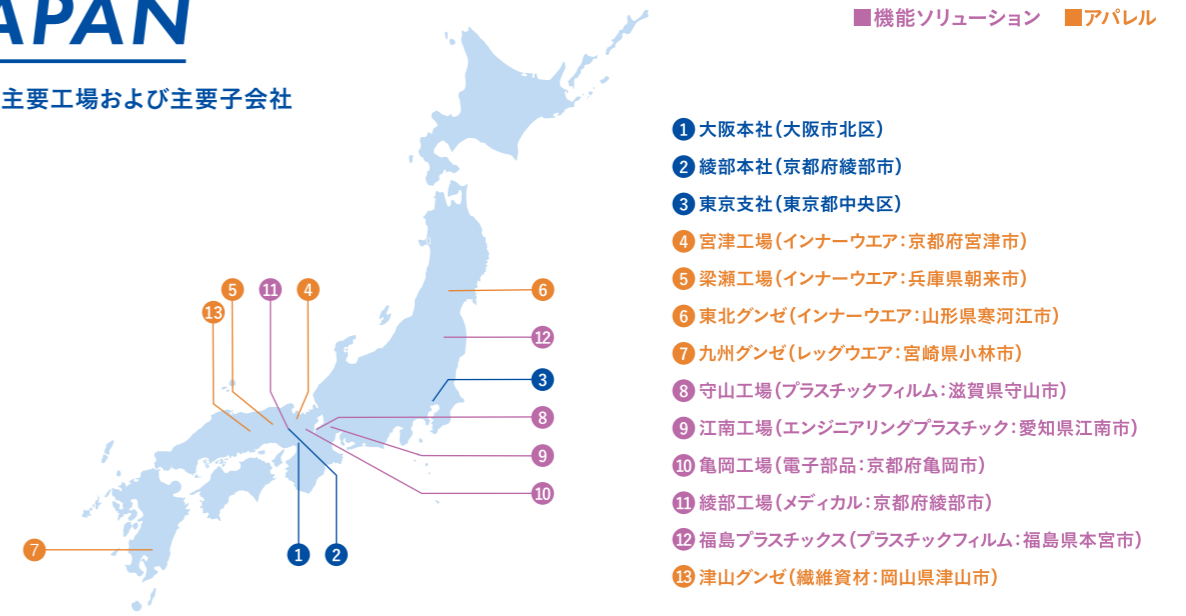 APAN
■機能ソリューション ■アパレル
主要工場および主要子会社
1 大阪本社(大阪市北区)
2 綾部本社(京都府綾部市)
3 東京支社(東京都中央区)
4 宮津工場(インナーウエア:京都府宮津市)
5 梁瀬工場(インナーウエア:兵庫県朝来市)
6 東北グンゼ(インナーウエア:山形県寒河江市)
7 九州グンゼ(レッグウエア:宮崎県小林市)
8 守山工場(プラスチックフィルム:滋賀県守山市)
9 江南工場(エンジニアリングプラスチック:愛知県江南市)
10 亀岡工場(電子部品:京都府亀岡市)
11 綾部工場(メディカル:京都府綾部市)
12 福島プラスチックス(プラスチックフィルム:福島県本宮市)
13 津山グンゼ(繊維資材:岡山県津山市)
5 11 4
13
6
12
3
8
9
10
7
1 2